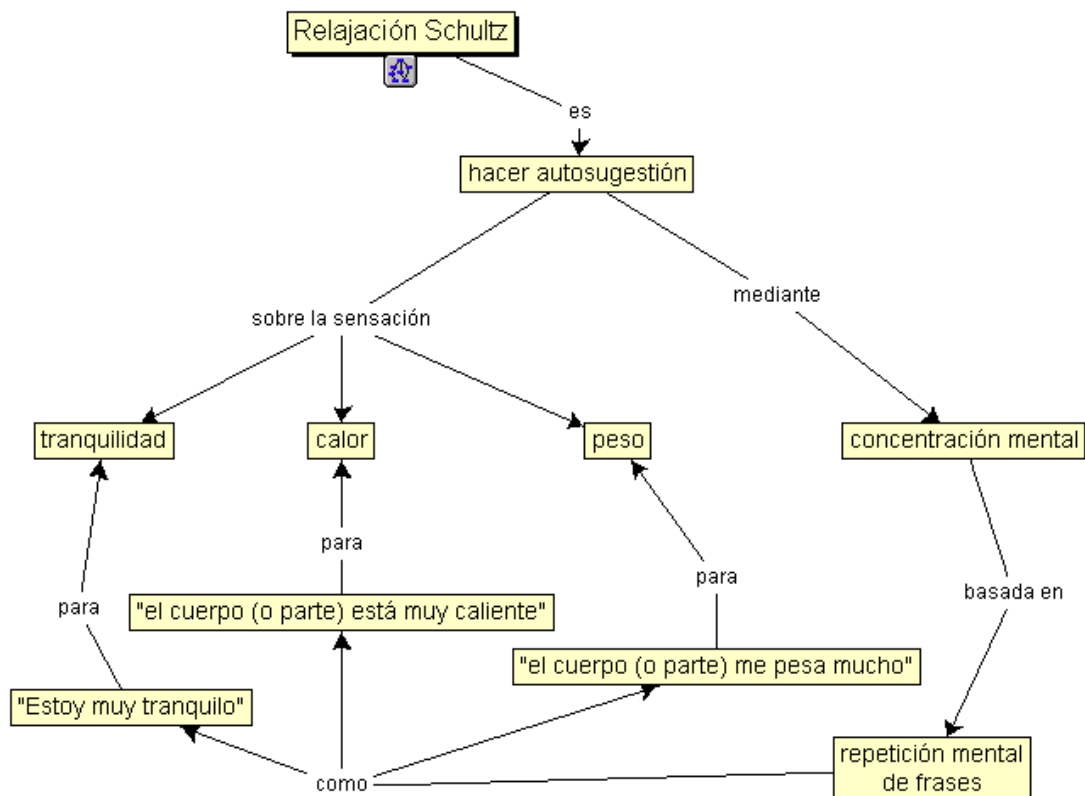 Relajación Schultz
es
hacer autosugestión
mediante
sobre la sensación
tranquilidad
calor
peso
concentración mental
para
para
basada en
para
"el cuerpo (o parte) está muy caliente"
"el cuerpo (o parte) me pesa mucho"
"Estoy muy tranquilo"
repetición mental
de frases
como